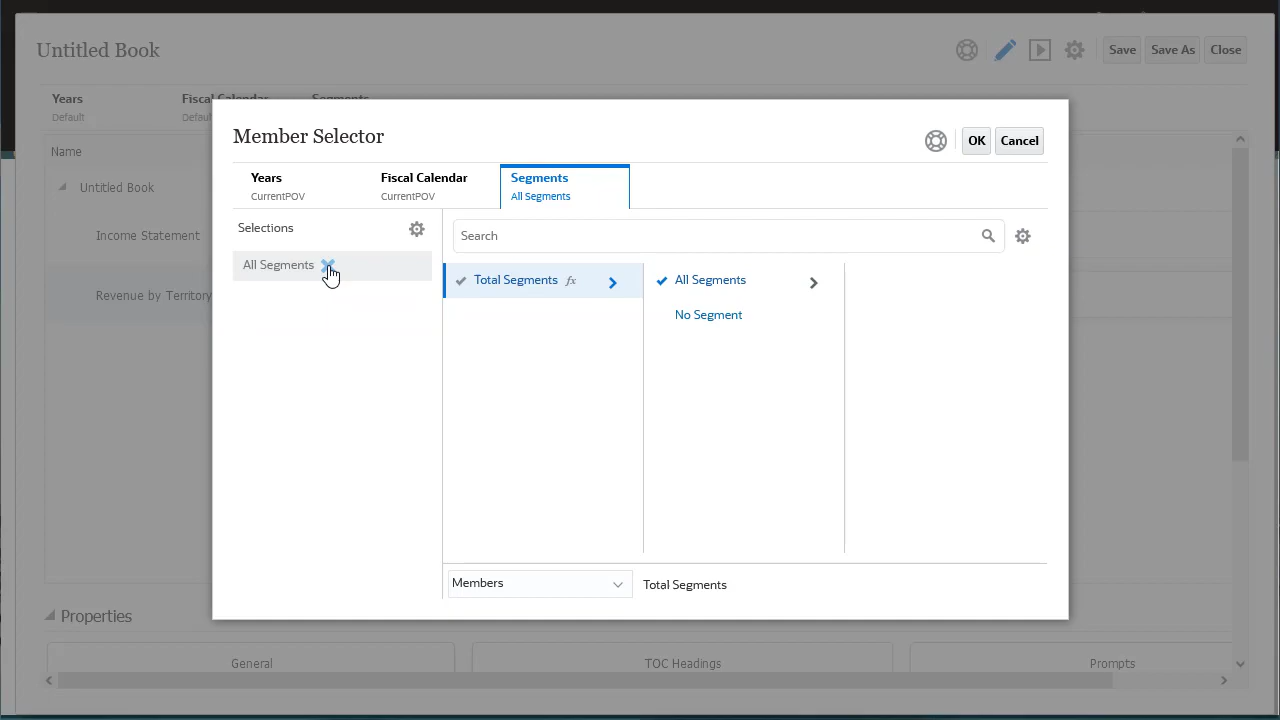 Untitled Book
Save
Save As
Close
Years
Fiscal Calendar
Segments
Default
Name
Untitled Book
Income Statement
Revenue by Territory
Member Selector
OK
Cancel
Years
CurrentPOV
Fiscal Calendar
CurrentPOV
Segments
All Segments
Selections
All Segments
Search
Total Segments fx
All Segments
No Segment
Members
Total Segments
Properties
General
TOC Headings
Prompts